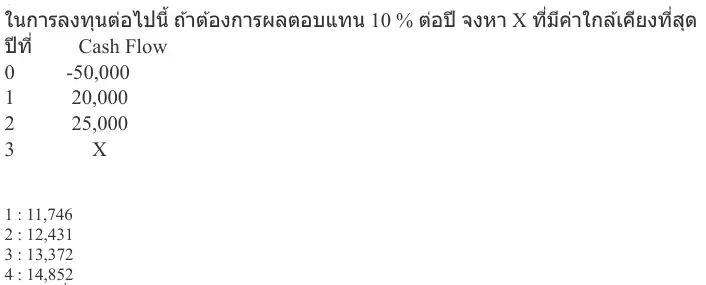 ในการลงทุนต่อไปนี้ ถ้าต้องการผลตอบแทน 10 % ต่อปี จงหา X ที่มีค่าใกล้เคียงที่สุด
ปีที่ Cash Flow
0 -50,000
1 20,000
2 25,000
3 X
1 : 11,746
2 : 12,431
3 : 13,372
4 : 14,852